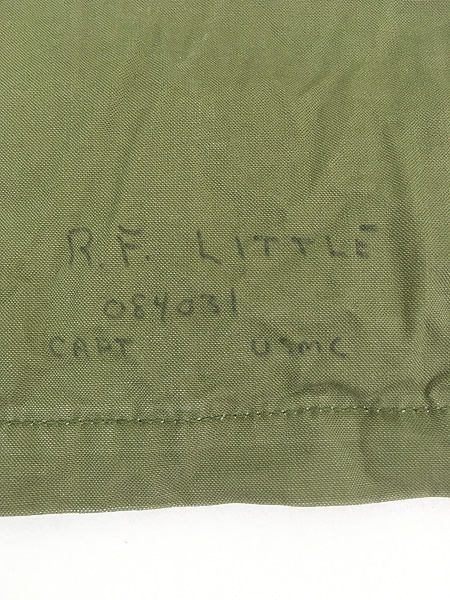 R.F. LITTLE
084031
CAPT USMC